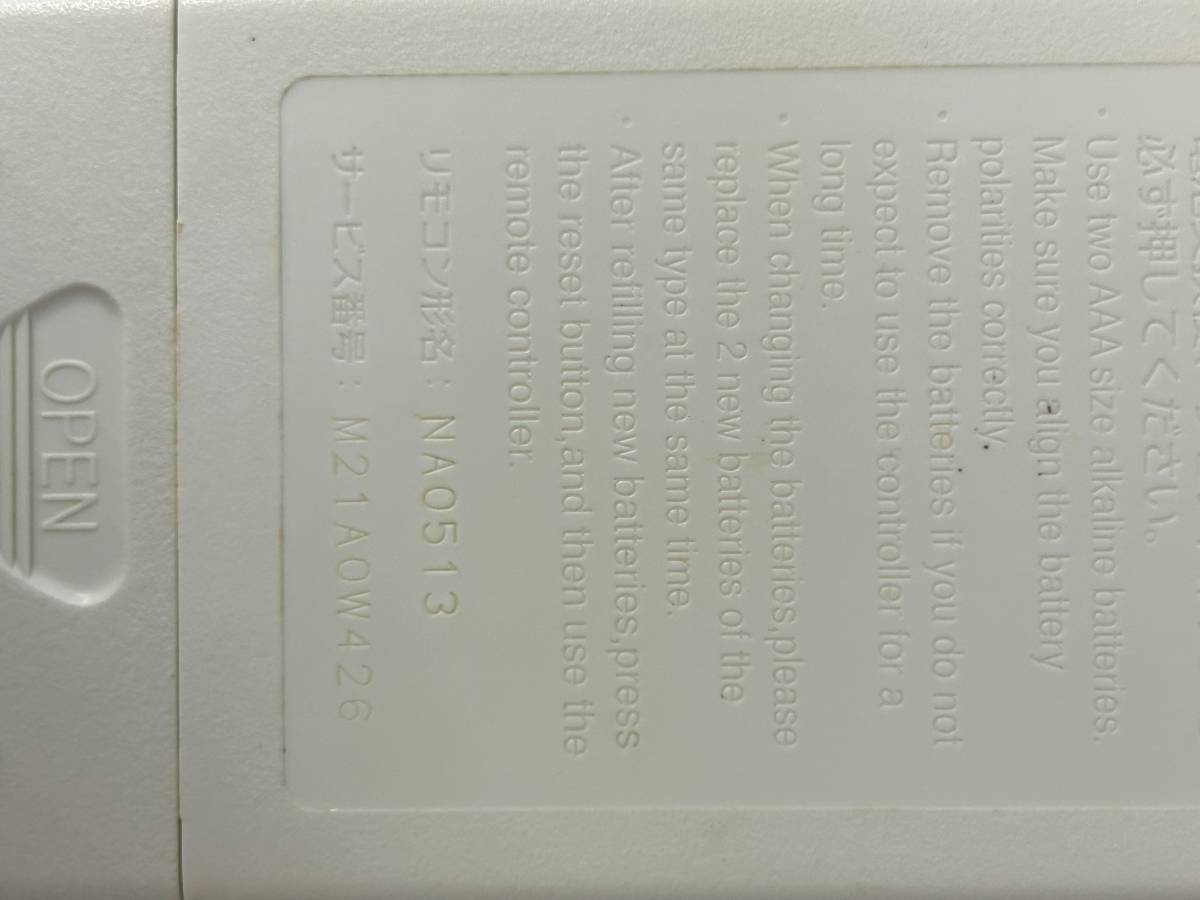 必ず押してください。
・Use two AAA size alkaline batteries.
Make sure you align the battery
polarities correctly.
・Remove the batteries if you do not
expect to use the controller for a
long time.
・When changing the batteries,please
replace the 2 new batteries of the
same type at the same time.
・After refilling new batteries,press
the reset button,and then use the
remote controller.
リモコン形名：NA0513
サービス番号：M21A0W426
OPEN